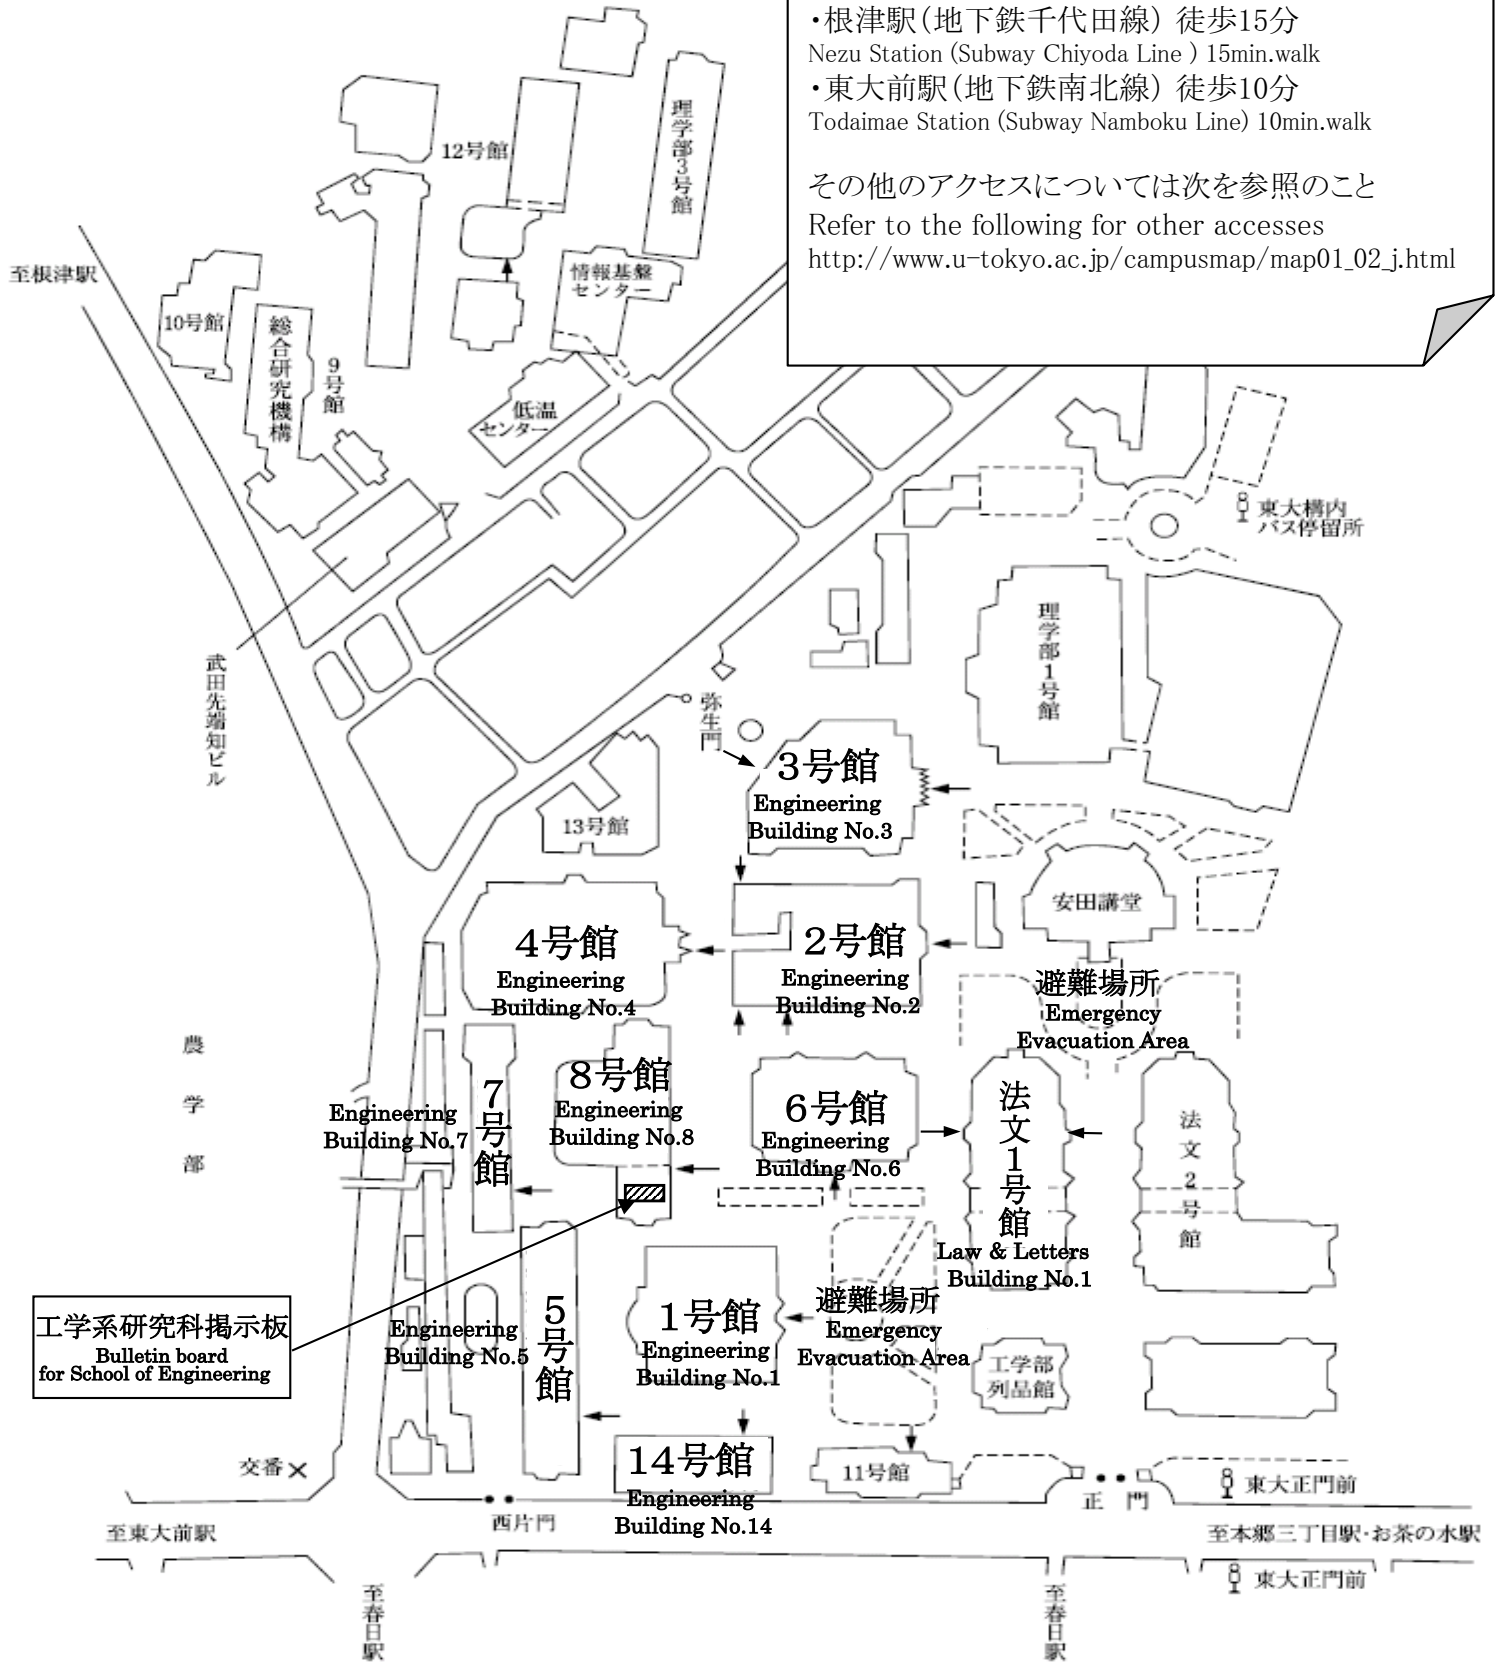 ・根津駅（地下鉄千代田線） 徒歩15分
Nezu Station (Subway Chiyoda Line ) 15min.walk
・東大前駅（地下鉄南北線） 徒歩10分
Todaimae Station (Subway Namboku Line) 10min.walk
その他のアクセスについては次を参照のこと
Refer to the following for other accesses
http://www.u-tokyo.ac.jp/campusmap/map01_02_j.html
理学部3号館
12号館
至根津駅
情報基盤
センター
10号館
総合研究機構
9号館
低温
センター
東大構内
バス停留所
武田先端知ビル
理学部1号館
弥生門
3号館
Engineering
Building No.3
13号館
安田講堂
4号館
Engineering
Building No.4
2号館
Engineering
Building No.2
避難場所
Emergency
Evacuation Area
農学部
7号館
Engineering
Building No.7
8号館
Engineering
Building No.8
6号館
Engineering
Building No.6
法文1号館
Law & Letters
Building No.1
法文2号館
工学系研究科掲示板
Bulletin board
for School of Engineering
5号館
Engineering
Building No.5
1号館
Engineering
Building No.1
避難場所
Emergency
Evacuation Area
工学部
列品館
交番
14号館
Engineering
Building No.14
11号館
正門
東大正門前
至東大前駅
西片門
至本郷三丁目駅・お茶の水駅
東大正門前
至春日駅
至春日駅